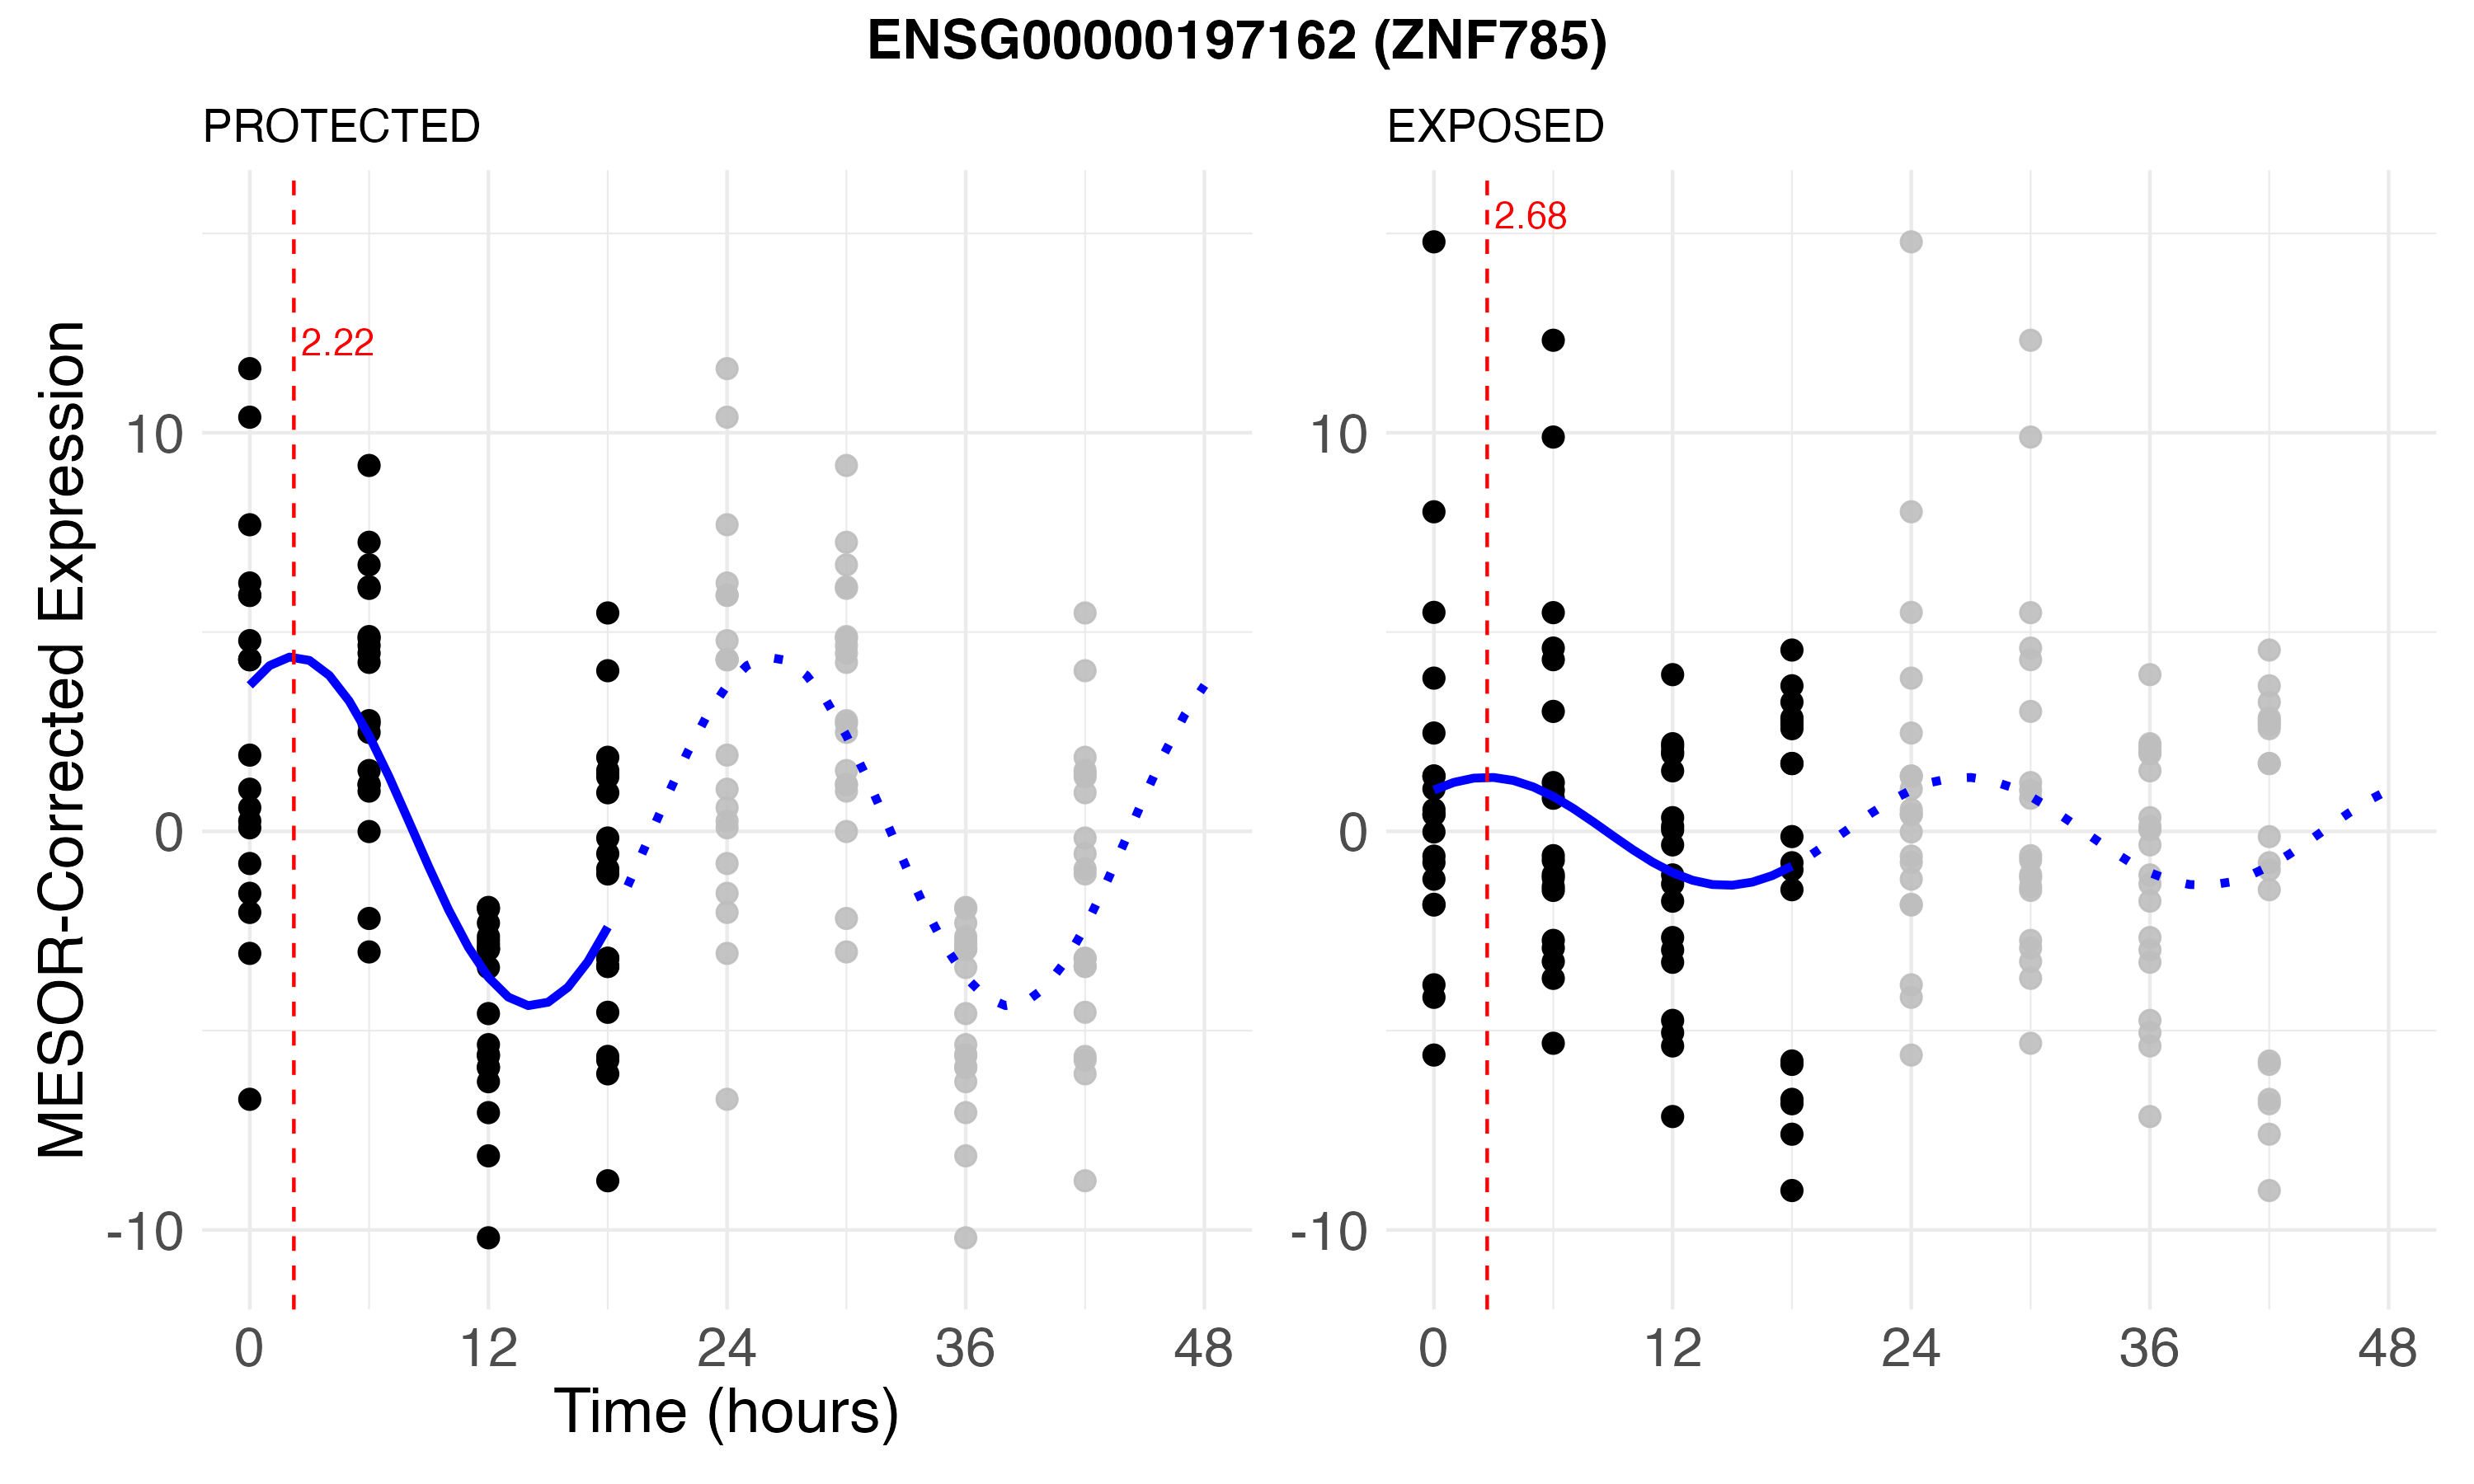 ENSG00000197162 (ZNF785)
PROTECTED
EXPOSED
MESOR-Corrected Expression
2.22
2.68
10
0
-10
10
0
-10
0 12 24 36 48
0 12 24 36 48
Time (hours)